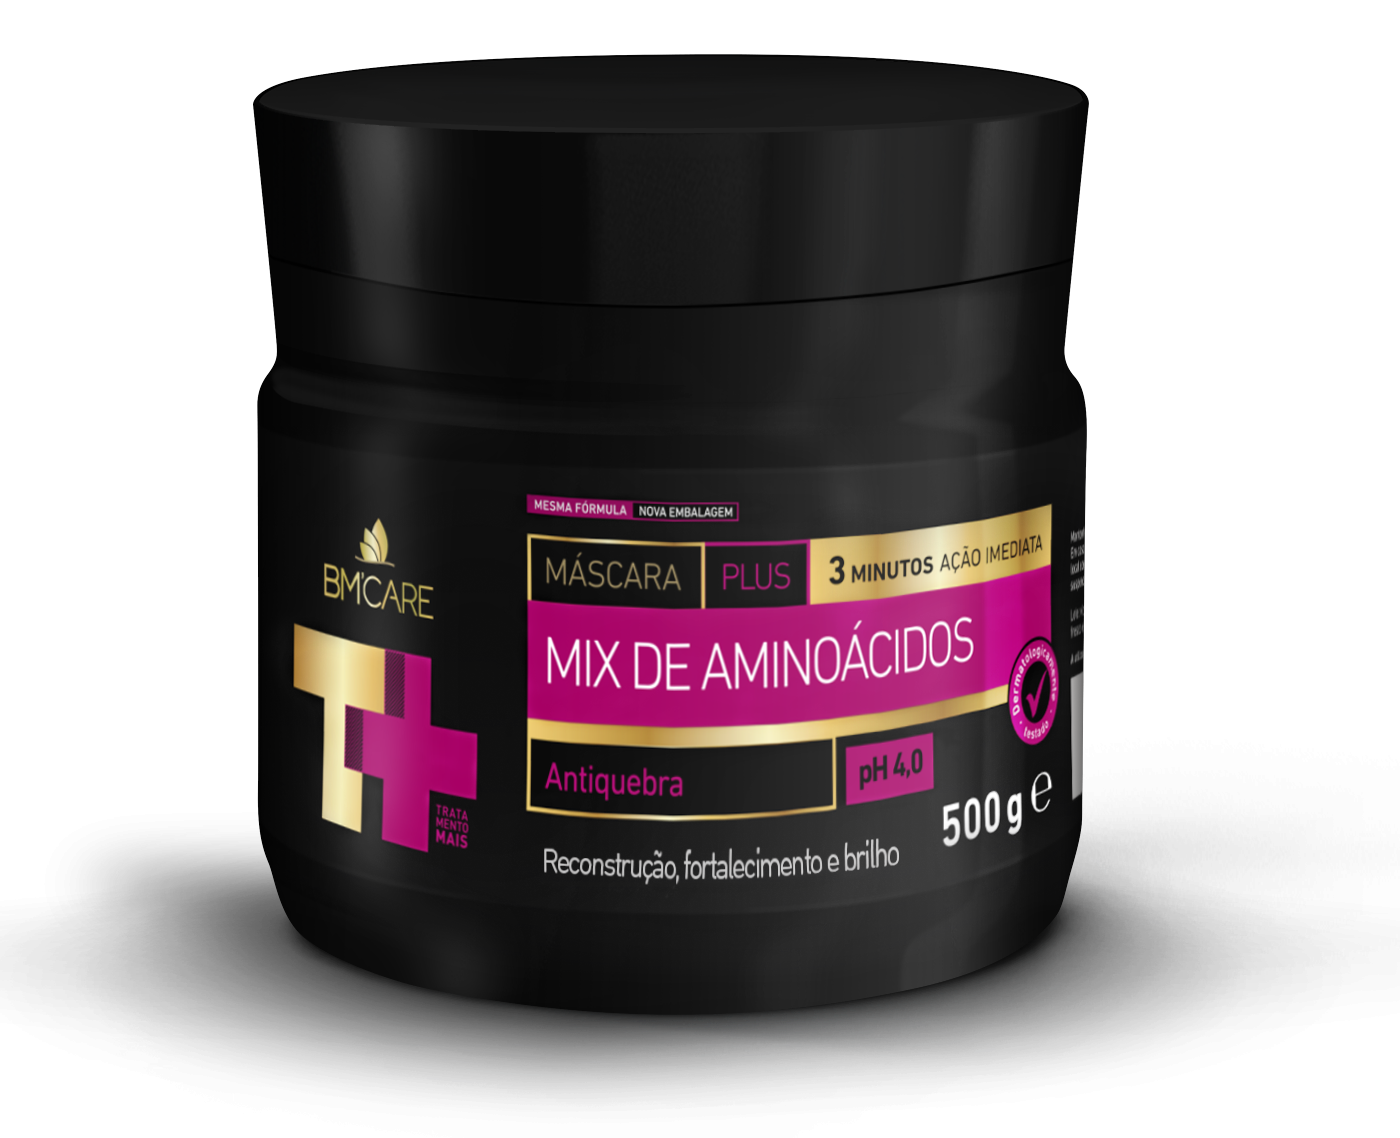 MESMA FÓRMULA NOVA EMBALAGEM
MÁSCARA PLUS 3 MINUTOS AÇÃO IMEDIATA
MIX DE AMINOÁCIDOS
Dermatologicamente testado
Antiquebra pH 4,0
500 g ℮
Reconstrução, fortalecimento e brilho
BM'CARE
T+
TRATA
MENTO
MAIS